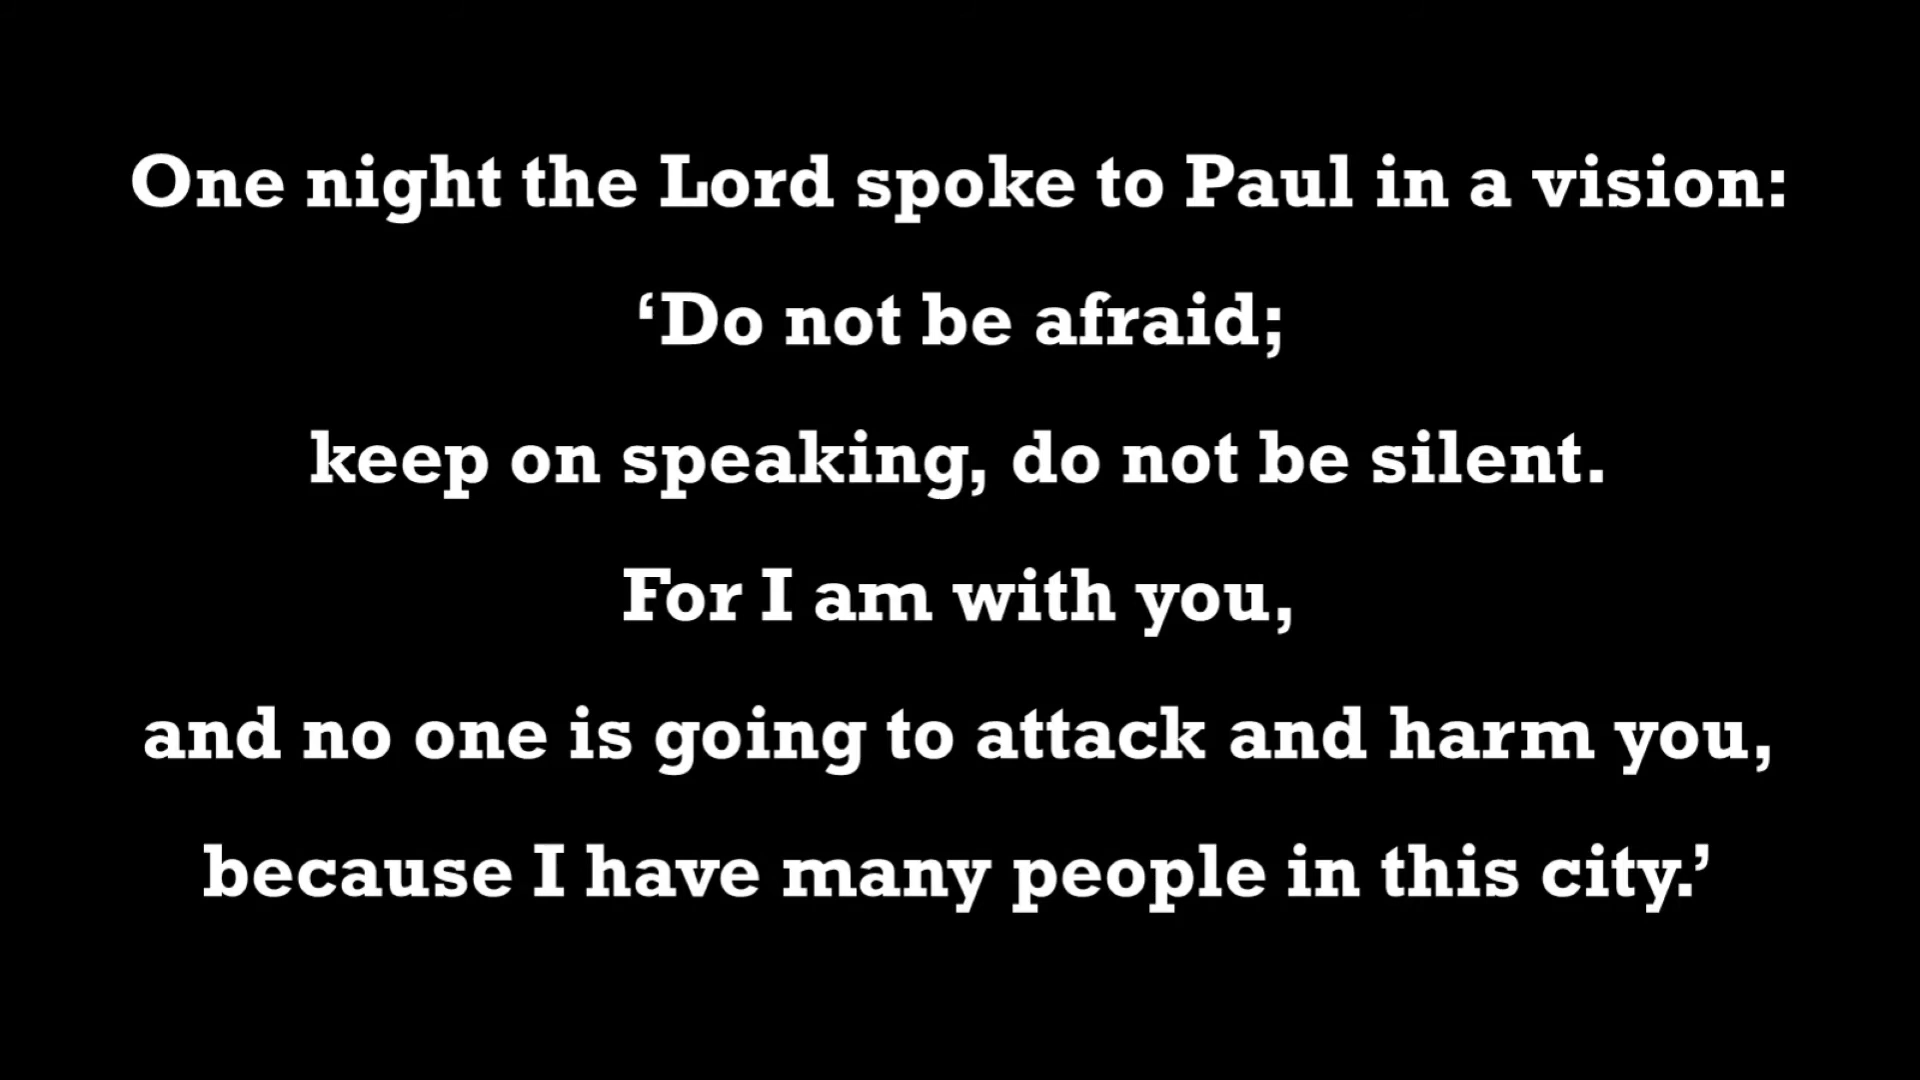 One night the Lord spoke to Paul in a vision:
‘Do not be afraid;
keep on speaking, do not be silent.
For I am with you,
and no one is going to attack and harm you,
because I have many people in this city.’